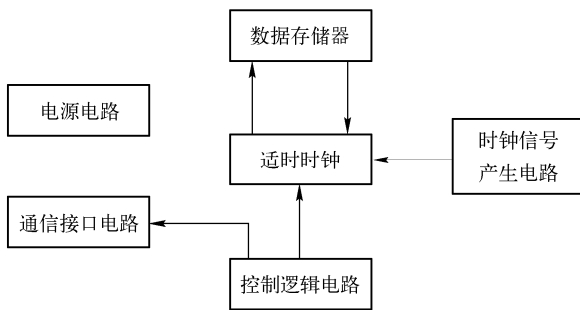 数据存储器
电源电路
适时时钟
时钟信号
产生电路
通信接口电路
控制逻辑电路